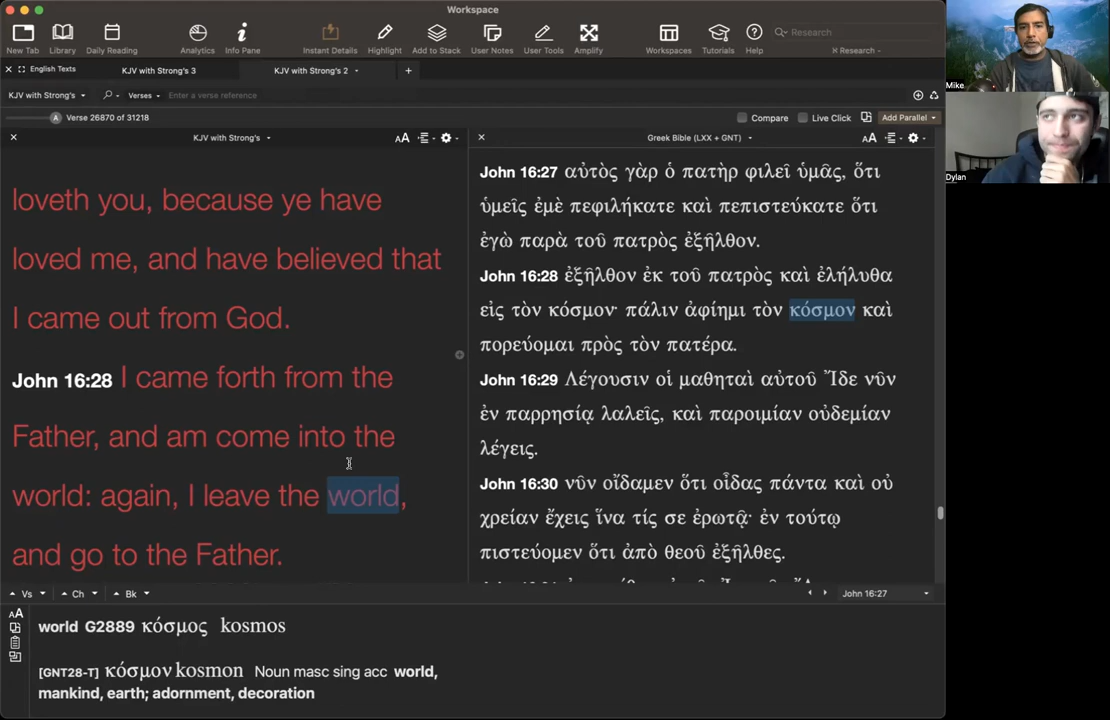 Workspace
New Tab Library Daily Reading Analytics Info Pane Instant Details Highlight Add to Stack User Notes User Tools Amplify Workspaces Tutorials Help Research
⌘ Research
English Texts KJV with Strong's 3 KJV with Strong's 2 +
KJV with Strong's Verses Enter a verse reference
Verse 26870 of 31218 Compare Live Click Add Parallel
KJV with Strong's
loveth you, because ye have
loved me, and have believed that
I came out from God.
John 16:28 I came forth from the
Father, and am come into the
world: again, I leave the world,
and go to the Father.
Greek Bible (LXX + GNT)
John 16:27 αὐτὸς γὰρ ὁ πατὴρ φιλεῖ ὑμᾶς, ὅτι
ὑμεῖς ἐμὲ πεφιλήκατε καὶ πεπιστεύκατε ὅτι
ἐγὼ παρὰ τοῦ πατρὸς ἐξῆλθον.
John 16:28 ἐξῆλθον ἐκ τοῦ πατρὸς καὶ ἐλήλυθα
εἰς τὸν κόσμον· πάλιν ἀφίημι τὸν κόσμον καὶ
πορεύομαι πρὸς τὸν πατέρα.
John 16:29 Λέγουσιν οἱ μαθηταὶ αὐτοῦ Ἴδε νῦν
ἐν παρρησίᾳ λαλεῖς, καὶ παροιμίαν οὐδεμίαν
λέγεις.
John 16:30 νῦν οἴδαμεν ὅτι οἶδας πάντα καὶ οὐ
χρείαν ἔχεις ἵνα τίς σε ἐρωτᾷ· ἐν τούτῳ
πιστεύομεν ὅτι ἀπὸ θεοῦ ἐξῆλθες.
Vs Ch Bk John 16:27
world G2889 κόσμος kosmos
[GNT28-T] κόσμον kosmon Noun masc sing acc world,
mankind, earth; adornment, decoration
Mike
Dylan